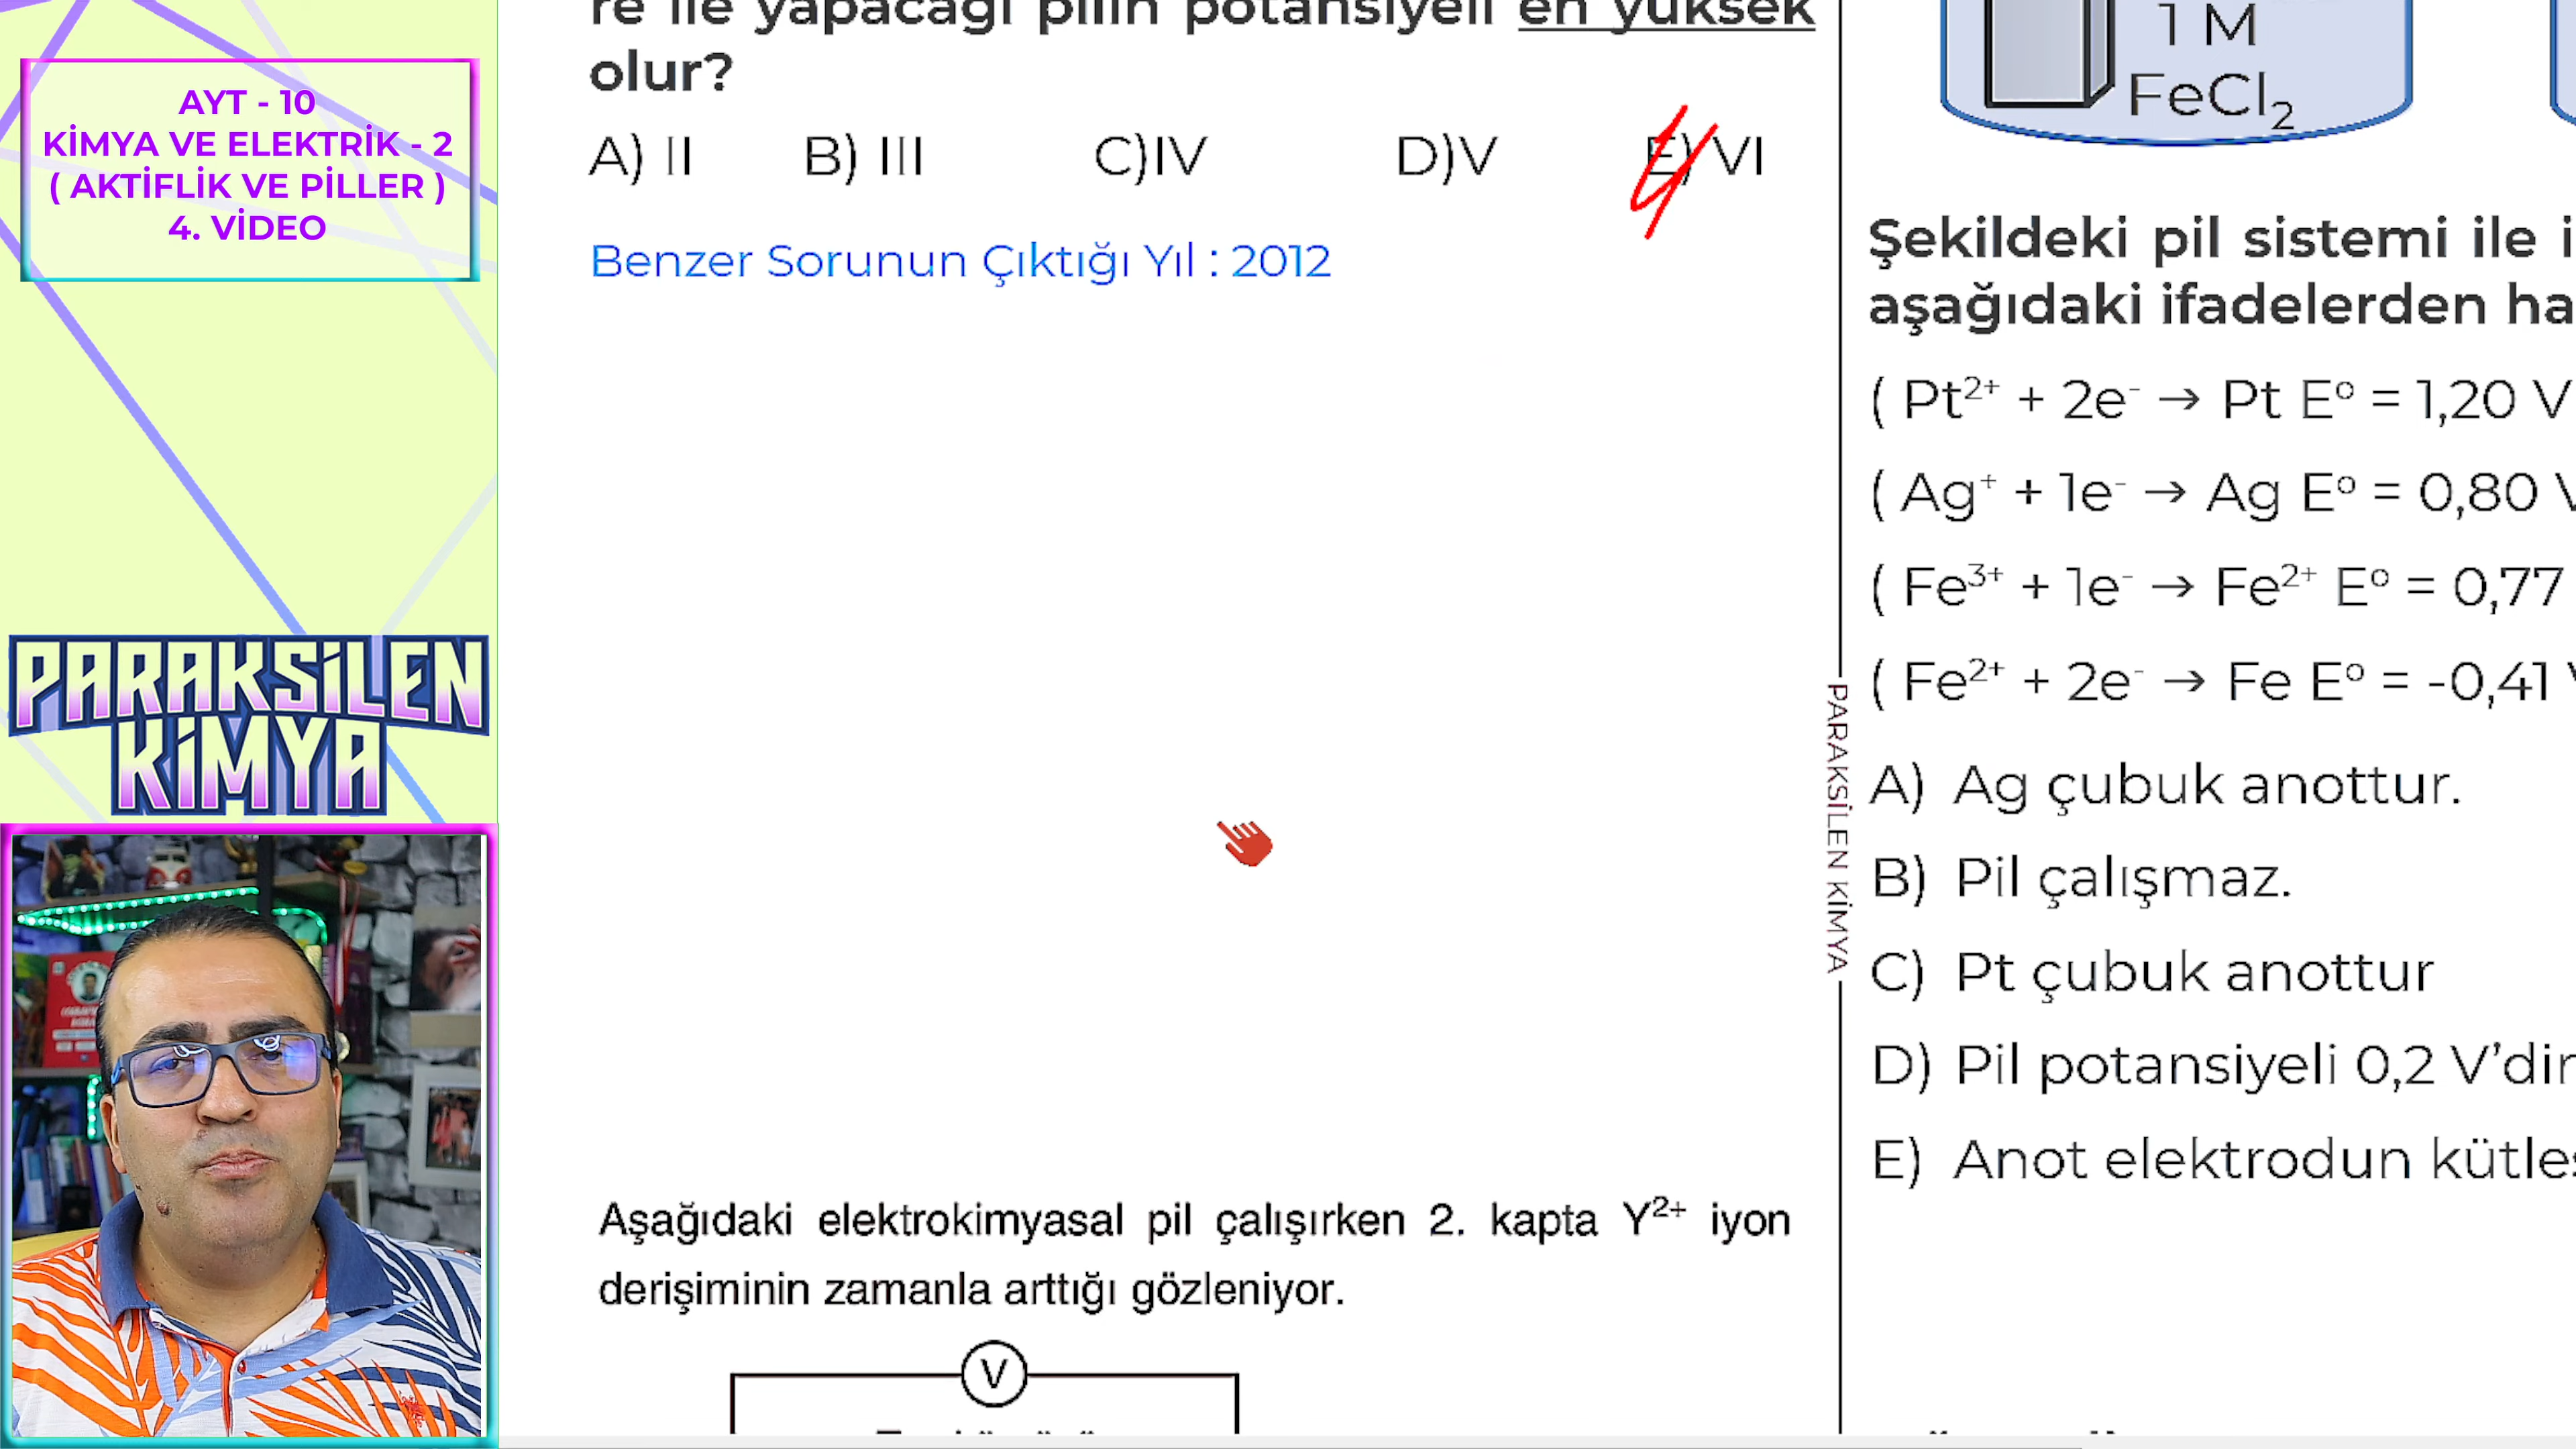 AYT - 10
KİMYA VE ELEKTRİK - 2
( AKTİFLİK VE PİLLER )
4. VİDEO
PARAKSİLEN
KİMYA
re ile yapacağı pilin potansiyeli en yüksek
olur?
A) II B) III C)IV D)V E) VI
Benzer Sorunun Çıktığı Yıl : 2012
Aşağıdaki elektrokimyasal pil çalışırken 2. kapta Y²⁺ iyon
derişiminin zamanla arttığı gözleniyor.
V
PARAKSİLEN KİMYA
1 M
FeCl₂
Şekildeki pil sistemi ile
aşağıdaki ifadelerden
( Pt²⁺ + 2e⁻ → Pt Eº = 1,20 V
( Ag⁺ + 1e⁻ → Ag Eº = 0,80
( Fe³⁺ + 1e⁻ → Fe²⁺ Eº = 0,77
( Fe²⁺ + 2e⁻ → Fe Eº = -0,41
A) Ag çubuk anottur.
B) Pil çalışmaz.
C) Pt çubuk anottur
D) Pil potansiyeli 0,2 V’dir
E) Anot elektrodun